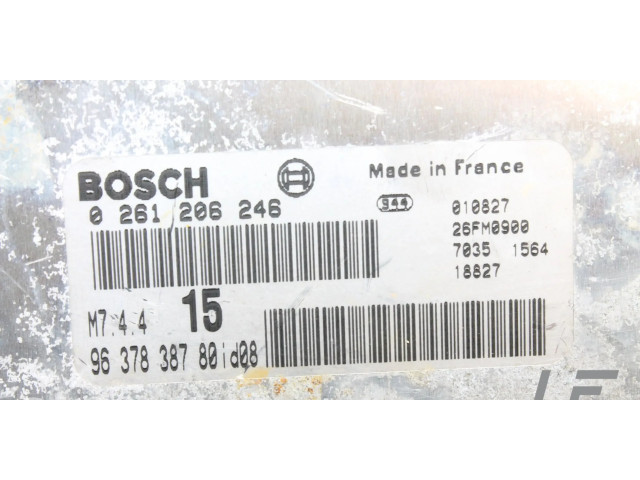 BOSCH
0 261 206 246
Made in France
010827
26FM0900
7035 1564
18827
M7.4.4 15
96 378 387 80 id08